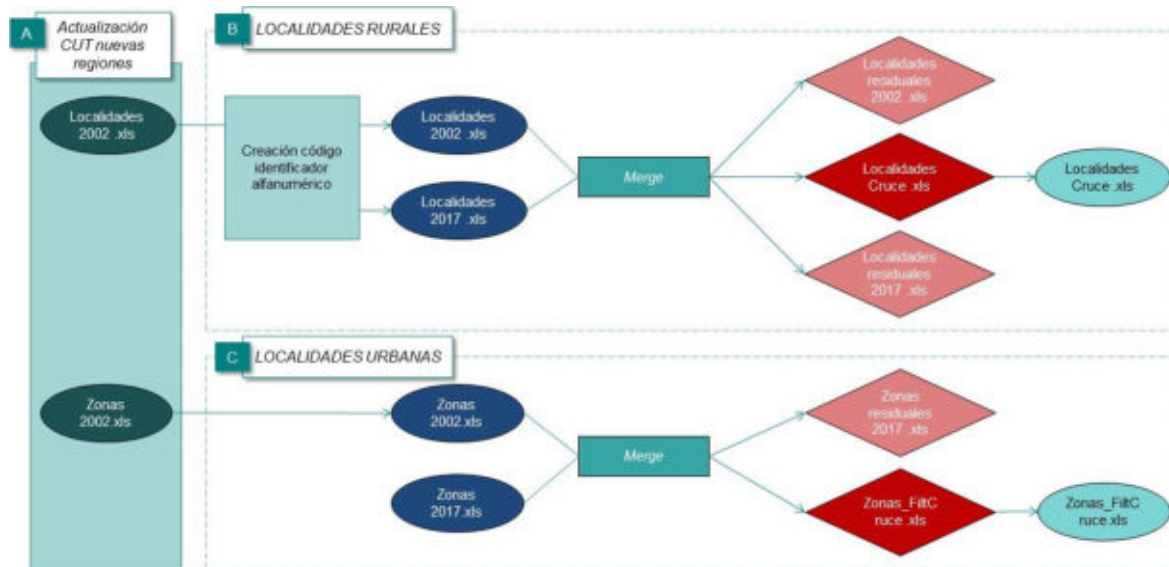 A
Actualización
CUT nuevas
regiones
Localidades
2002 .xls
Zonas
2002.xls
B
LOCALIDADES RURALES
Creación código
identificador
alfanumérico
Localidades
2002 .xls
Localidades
2017 .xls
Merge
Localidades
residuales
2002 .xls
Localidades
Cruce .xls
Localidades
residuales
2017 .xls
Localidades
Cruce .xls
C
LOCALIDADES URBANAS
Zonas
2002.xls
Zonas
2017.xls
Merge
Zonas
residuales
2017 .xls
Zonas_FiltC
ruce .xls
Zonas_FiltC
ruce.xls